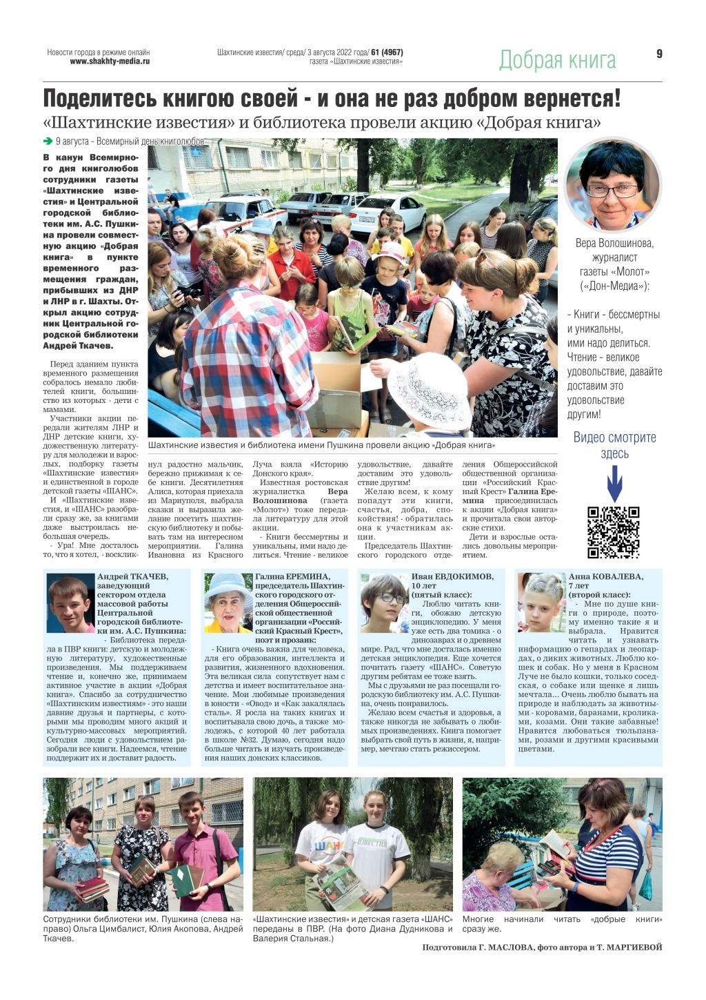 Новости города в режиме онлайн
www.shakhty-media.ru
Шахтинские известия/ среда/ 3 августа 2022 года/ 61 (4967)
газета «Шахтинские известия»
Добрая книга
9
Поделитесь книгою своей - и она не раз добром вернется!
«Шахтинские известия» и библиотека провели акцию «Добрая книга»
9 августа - Всемирный день книголюбов
В канун Всемирно-
го дня книголюбов
сотрудники газеты
«Шахтинские изве-
стия» и Центральной
городской библио-
теки им. А.С. Пушки-
на провели совмест-
ную акцию «Добрая
книга» в пункте
временного раз-
мещения граждан,
прибывших из ДНР
и ЛНР в г. Шахты. От-
крыл акцию сотруд-
ник Центральной го-
родской библиотеки
Андрей Ткачев.
Перед зданием пункта
временного размещения
собралось немало люби-
телей книги, большин-
ство из которых - дети с
мамами.
Участники акции пе-
редали жителям ЛНР и
ДНР детские книги, ху-
дожественную литерату-
ру для молодежи и взрос-
лых, подборку газеты
«Шахтинские известия»
и единственной в городе
детской газеты «ШАНС».
И «Шахтинские изве-
стия, и «ШАНС» разобра-
ли сразу же, за книгами
даже выстроилась не-
большая очередь.
- Ура! Мне досталось
то, что я хотел, - восклик-
Шахтинские известия и библиотека имени Пушкина провели акцию «Добрая книга»
нул радостно мальчик,
бережно прижимая к се-
бе книги. Десятилетняя
Алиса, которая приехала
из Мариуполя, выбрала
сказки и выразила же-
лание посетить шахтин-
скую библиотеку и побы-
вать там на интересном
мероприятии. Галина
Ивановна из Красного
Луча взяла «Историю
Донского края».
Известная ростовская
журналистка Вера
Волошинова (газета
«Молот») тоже переда-
ла литературу для этой
акции.
- Книги бессмертны и
уникальны, ими надо де-
литься. Чтение - великое
удовольствие, давайте
доставим это удоволь-
ствие другим!
Желаю всем, к кому
попадут эти книги,
счастья, добра, спо-
койствия! - обратилась
она к участникам ак-
ции.
Председатель Шахтин-
ского городского отде-
ления Общероссийской
общественной организа-
ции «Российский Крас-
ный Крест» Галина Ере-
мина присоединилась
к акции «Добрая книга»
и прочитала свои автор-
ские стихи.
Дети и взрослые оста-
лись довольны меропри-
ятием.
Вера Волошинова,
журналист
газеты «Молот»
(«Дон-Медиа»):
- Книги - бессмертны
и уникальны,
ими надо делиться.
Чтение - великое
удовольствие, давайте
доставим это
удовольствие
другим!
Видео смотрите
здесь
Андрей ТКАЧЕВ,
заведующий
сектором отдела
массовой работы
Центральной
городской библиоте-
ки им. А.С. Пушкина:
- Библиотека переда-
ла в ПВР книги: детскую и молодеж-
ную литературу, художественные
произведения. Мы поддерживаем
чтение и, конечно же, принимаем
активное участие в акции «Добрая
книга». Спасибо за сотрудничество
«Шахтинским известиям» - это наши
давние друзья и партнеры, с кото-
рыми мы проводим много акций и
культурно-массовых мероприятий.
Сегодня люди с удовольствием ра-
зобрали все книги. Надеемся, чтение
поддержит их и доставит радость.
Галина ЕРЕМИНА,
председатель Шахтин-
ского городского от-
деления Общероссий-
ской общественной
организации «Россий-
ский Красный Крест»,
поэт и прозаик:
- Книга очень важна для человека,
для его образования, интеллекта и
развития, жизненного вдохновения.
Эта великая сила сопутствует нам с
детства и имеет воспитательное зна-
чение. Мои любимые произведения
в юности - «Овод» и «Как закалялась
сталь». Я росла на таких книгах и
воспитывала свою дочь, а также мо-
лодежь, с которой 40 лет работала
в школе №32. Думаю, сегодня надо
больше читать и изучать произведе-
ния наших донских классиков.
Иван ЕВДОКИМОВ,
10 лет
(пятый класс):
Люблю читать кни-
ги, обожаю детскую
энциклопедию. У меня
уже есть два томика - о
динозаврах и о древнем
мире. Рад, что мне досталась именно
детская энциклопедия. Еще хочется
почитать газету «ШАНС». Советую
другим ребятам ее тоже взять.
Мы с друзьями не раз посещали го-
родскую библиотеку им. А.С. Пушки-
на, очень понравилось.
Желаю всем счастья и здоровья, а
также никогда не забывать о люби-
мых произведениях. Книга помогает
выбрать свой путь в жизни, я, напри-
мер, мечтаю стать режиссером.
Анна КОВАЛЕВА,
7 лет
(второй класс):
- Мне по душе кни-
ги о природе, поэто-
му именно такие я и
выбрала. Нравится
читать и узнавать
информацию о гепардах и леопар-
дах, о диких животных. Люблю ко-
шек и собак. Но у меня в Красном
Луче не было кошки, только сосед-
ская, о собаке или щенке я лишь
мечтала... Очень люблю бывать на
природе и наблюдать за животны-
ми - коровами, баранами, кролика-
ми, козами. Они такие забавные!
Нравится любоваться тюльпана-
ми, розами и другими красивыми
цветами.
ШАНС
ИЗВЕСТИЯ
Сотрудники библиотеки им. Пушкина (слева на-
право) Ольга Цимбалист, Юлия Акопова, Андрей
Ткачев.
«Шахтинские известия» и детская газета «ШАНС»
переданы в ПВР. (На фото Диана Дудникова и
Валерия Стальная.)
Многие начинали читать «добрые книги»
сразу же.
Подготовила Г. МАСЛОВА, фото автора и Т. МАРГИЕВОЙ